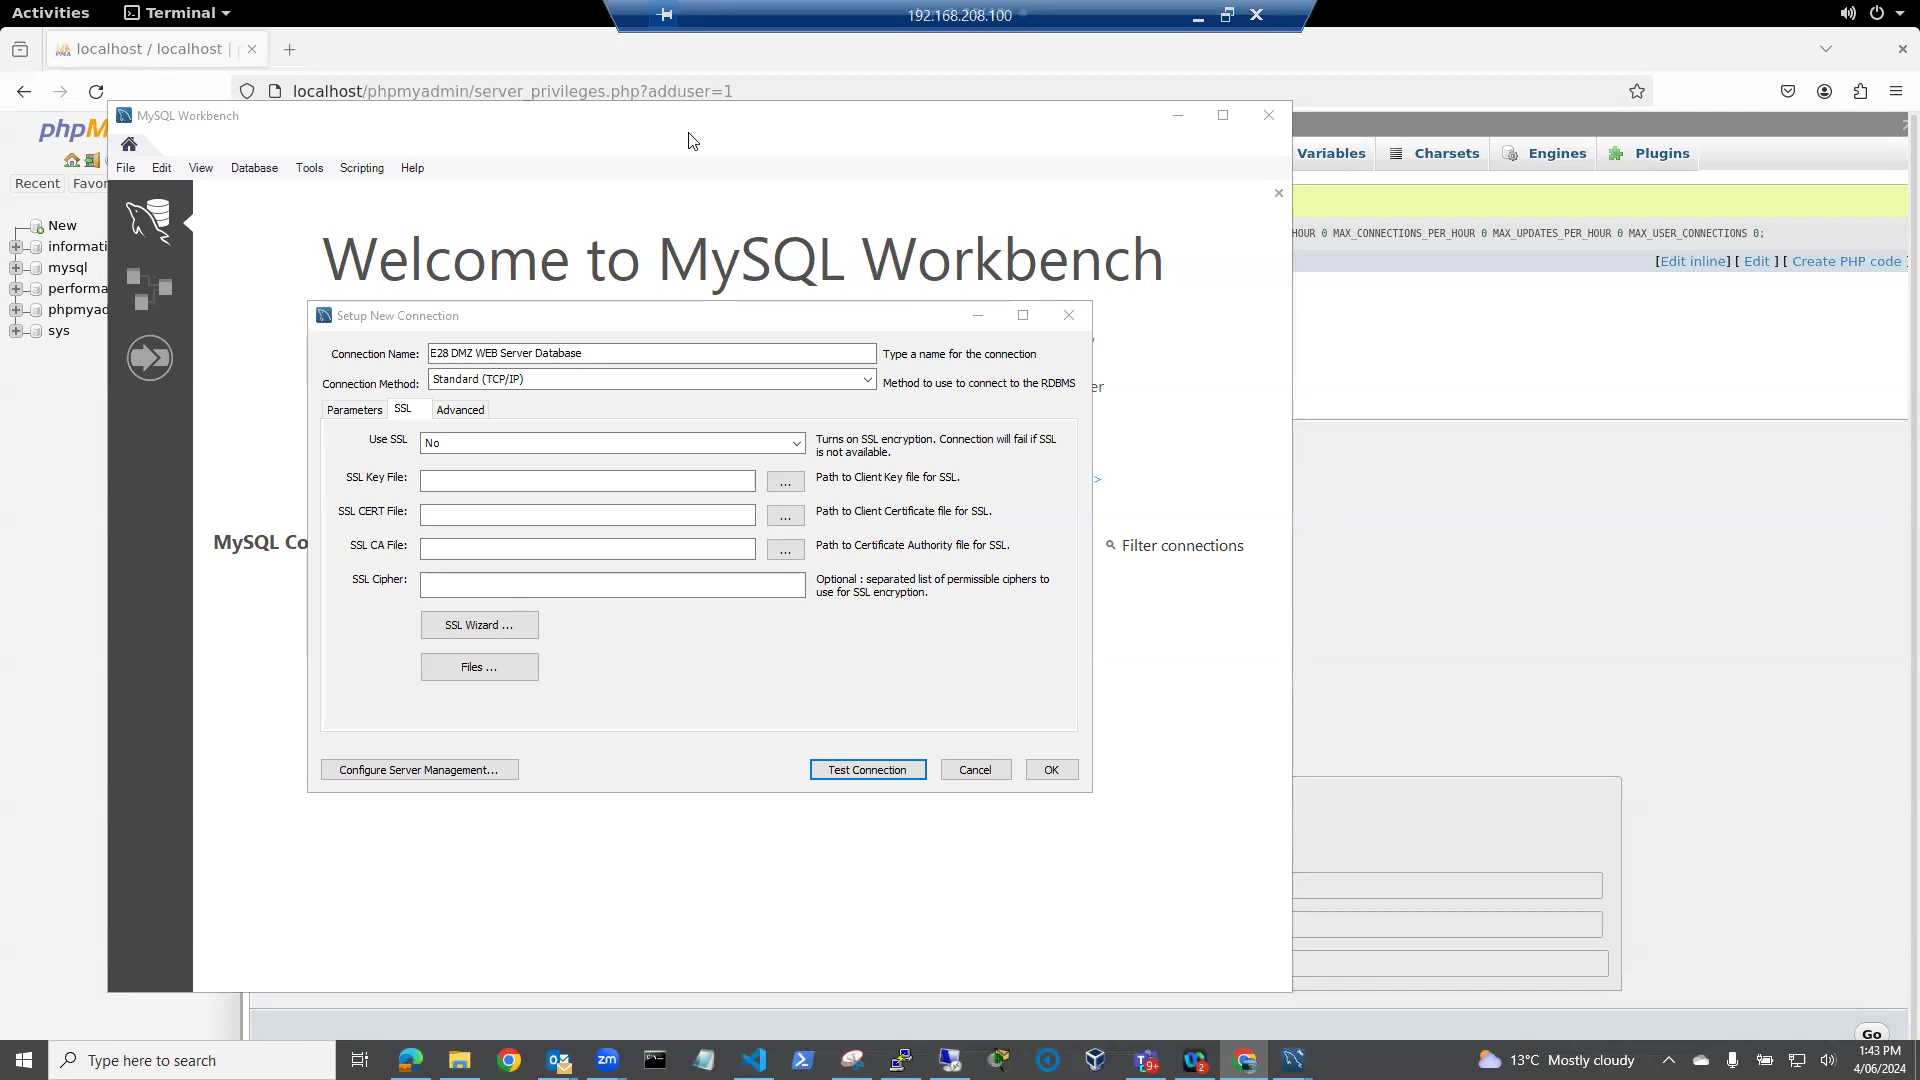 Activities
Terminal
192.168.208.100
localhost / localhost |
localhost/phpmyadmin/server_privileges.php?adduser=1
phpM
Recent
Favor
New
informati
mysql
performa
phpmyad
sys
MySQL Workbench
File
Edit
View
Database
Tools
Scripting
Help
Variables
Charsets
Engines
Plugins
HOUR 0 MAX_CONNECTIONS_PER_HOUR 0 MAX_UPDATES_PER_HOUR 0 MAX_USER_CONNECTIONS 0;
[Edit inline] [ Edit ] [ Create PHP code ]
Welcome to MySQL Workbench
Setup New Connection
Connection Name:
E28 DMZ WEB Server Database
Type a name for the connection
Connection Method:
Standard (TCP/IP)
Method to use to connect to the RDBMS
er
Parameters
SSL
Advanced
Use SSL
No
Turns on SSL encryption. Connection will fail if SSL
is not available.
SSL Key File:
...
Path to Client Key file for SSL.
>
SSL CERT File:
...
Path to Client Certificate file for SSL.
SSL CA File:
...
Path to Certificate Authority file for SSL.
MySQL Co
Filter connections
SSL Cipher:
Optional : separated list of permissible ciphers to
use for SSL encryption.
SSL Wizard ...
Files ...
Configure Server Management...
Test Connection
Cancel
OK
Go
Type here to search
zm
9+
2
13°C Mostly cloudy
1:43 PM
4/06/2024